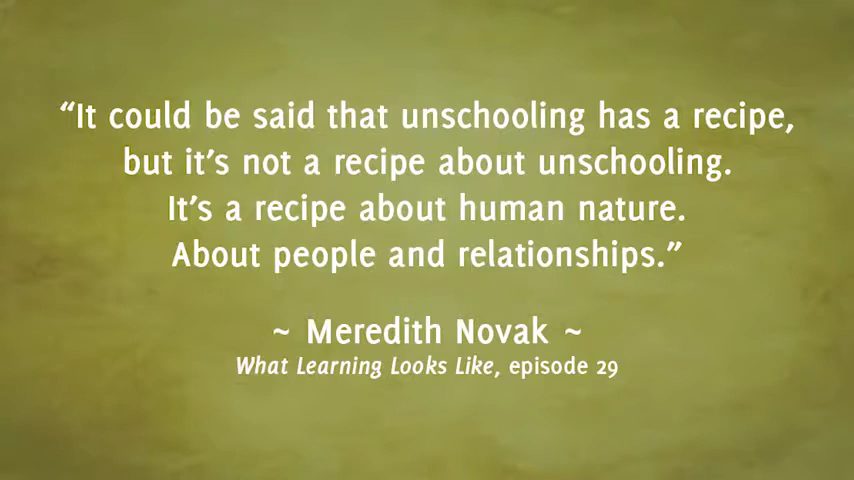 “It could be said that unschooling has a recipe,
but it’s not a recipe about unschooling.
It’s a recipe about human nature.
About people and relationships.”
~ Meredith Novak ~
What Learning Looks Like, episode 29